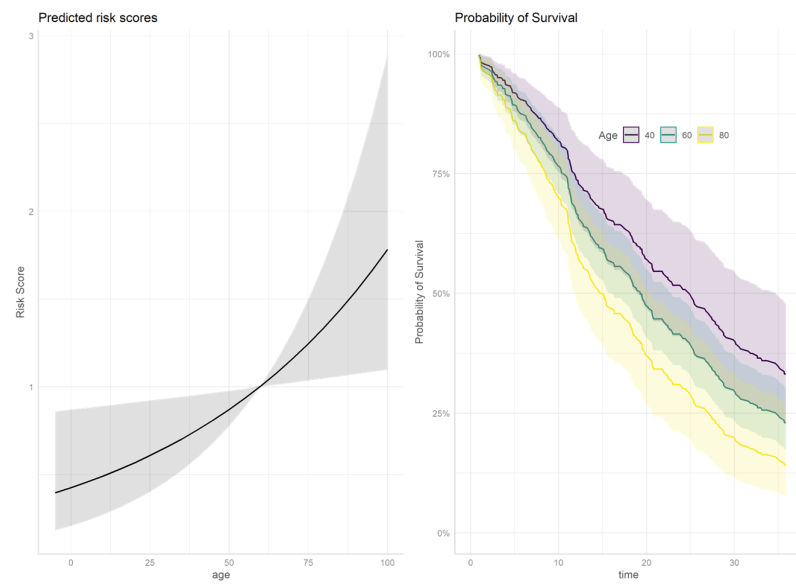 Predicted risk scores
3
2
1
Risk Score
0 25 50 75 100
age
Probability of Survival
100%
75%
50%
25%
0%
Probability of Survival
Age 40 60 80
0 10 20 30
time